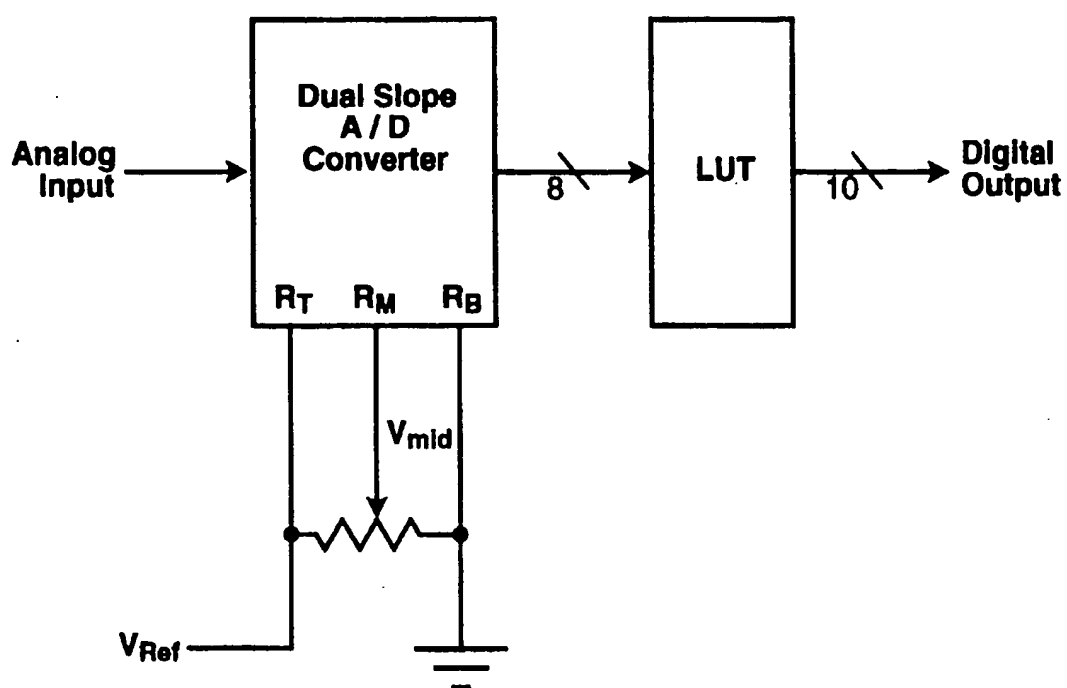 Dual Slope
A / D
Converter
Analog
Input
8
LUT
10
Digital
Output
RT
RM
RB
Vmid
VRef